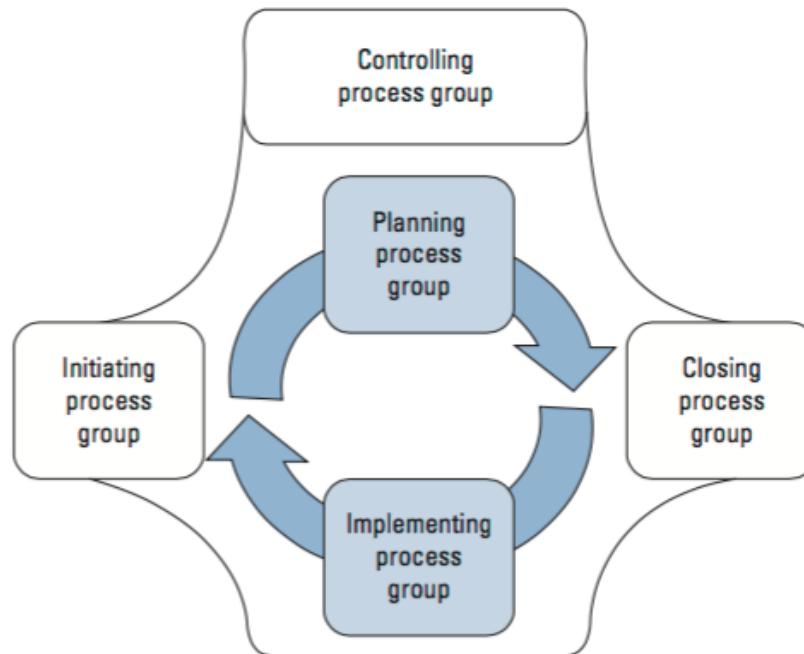 Controlling
process group
Planning
process
group
Initiating
process
group
Closing
process
group
Implementing
process
group